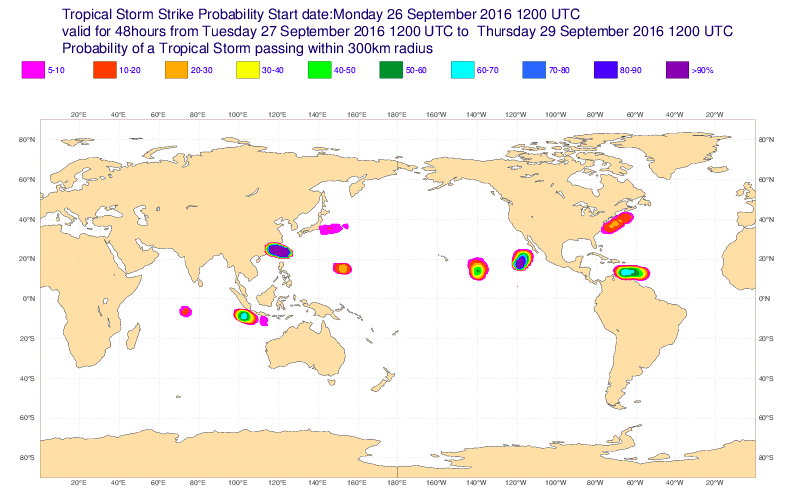 Tropical Storm Strike Probability Start date:Monday 26 September 2016 1200 UTC
valid for 48hours from Tuesday 27 September 2016 1200 UTC to  Thursday 29 September 2016 1200 UTC
Probability of a Tropical Storm passing within 300km radius
5-10 10-20 20-30 30-40 40-50 50-60 60-70 70-80 80-90 >90%
20°E 40°E 60°E 80°E 100°E 120°E 140°E 160°E 180°E 160°W 140°W 120°W 100°W 80°W 60°W 40°W 20°W
80°N 80°N
60°N 60°N
40°N 40°N
20°N 20°N
0°N 0°N
20°S 20°S
40°S 40°S
60°S 60°S
80°S 80°S
20°E 40°E 60°E 80°E 100°E 120°E 140°E 160°E 180°E 160°W 140°W 120°W 100°W 80°W 60°W 40°W 20°W